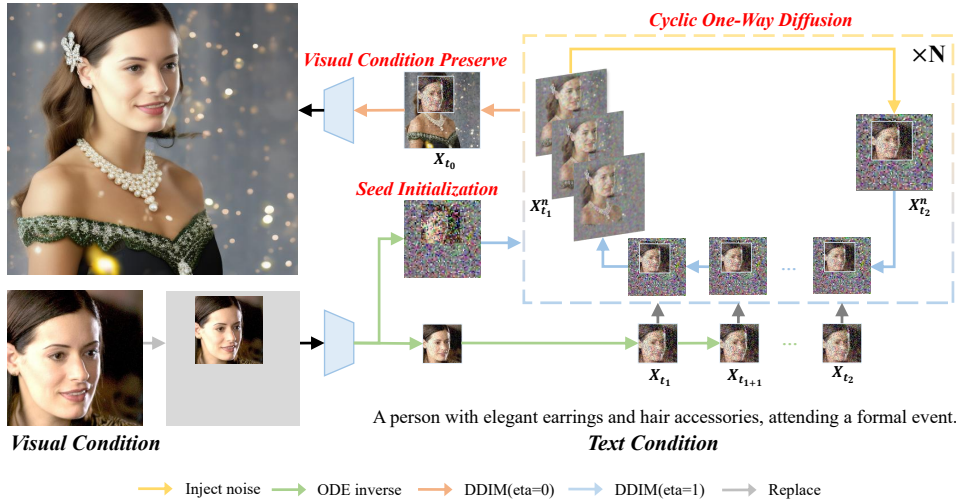 Cyclic One-Way Diffusion
×N
Visual Condition Preserve
X_{t_0}
Seed Initialization
X^n_{t_1}
X^n_{t_2}
...
...
X_{t_1}
X_{t_{1+1}}
X_{t_2}
A person with elegant earrings and hair accessories, attending a formal event.
Visual Condition
Text Condition
Inject noise
ODE inverse
DDIM(eta=0)
DDIM(eta=1)
Replace